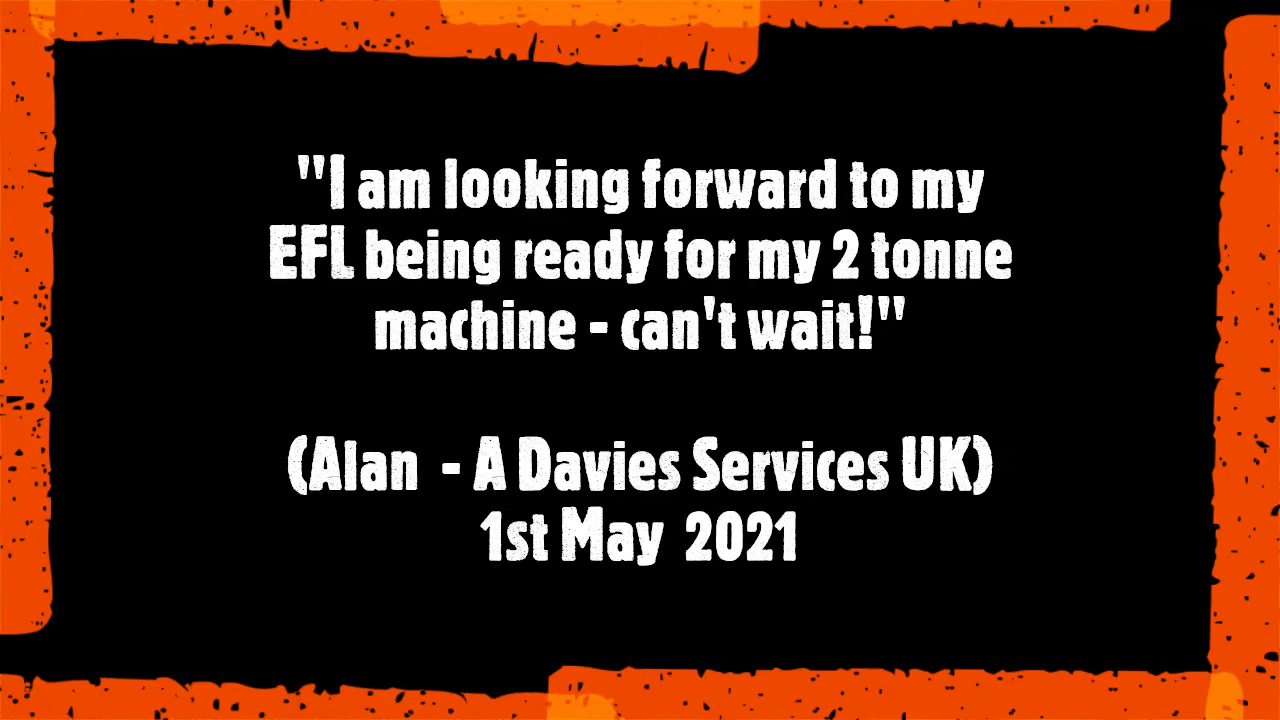 "I am looking forward to my
EFL being ready for my 2 tonne
machine - can't wait!"
(Alan  - A Davies Services UK)
1st May  2021